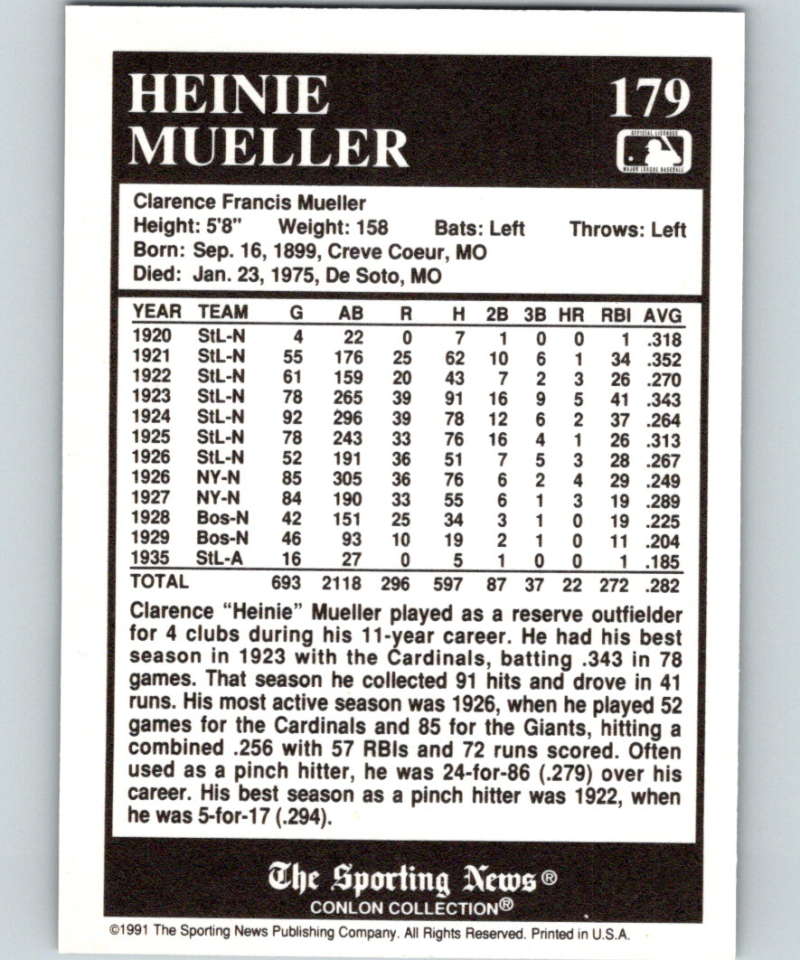 HEINIE 179
MUELLER
OFFICIAL LICENSEE
MAJOR LEAGUE BASEBALL
Clarence Francis Mueller
Height: 5'8" Weight: 158 Bats: Left Throws: Left
Born: Sep. 16, 1899, Creve Coeur, MO
Died: Jan. 23, 1975, De Soto, MO
YEAR TEAM G AB R H 2B 3B HR RBI AVG
1920 StL-N 4 22 0 7 1 0 0 1 .318
1921 StL-N 55 176 25 62 10 6 1 34 .352
1922 StL-N 61 159 20 43 7 2 3 26 .270
1923 StL-N 78 265 39 91 16 9 5 41 .343
1924 StL-N 92 296 39 78 12 6 2 37 .264
1925 StL-N 78 243 33 76 16 4 1 26 .313
1926 StL-N 52 191 36 51 7 5 3 28 .267
1926 NY-N 85 305 36 76 6 2 4 29 .249
1927 NY-N 84 190 33 55 6 1 3 19 .289
1928 Bos-N 42 151 25 34 3 1 0 19 .225
1929 Bos-N 46 93 10 19 2 1 0 11 .204
1935 StL-A 16 27 0 5 1 0 0 1 .185
TOTAL 693 2118 296 597 87 37 22 272 .282
Clarence “Heinie” Mueller played as a reserve outfielder
for 4 clubs during his 11-year career. He had his best
season in 1923 with the Cardinals, batting .343 in 78
games. That season he collected 91 hits and drove in 41
runs. His most active season was 1926, when he played 52
games for the Cardinals and 85 for the Giants, hitting a
combined .256 with 57 RBIs and 72 runs scored. Often
used as a pinch hitter, he was 24-for-86 (.279) over his
career. His best season as a pinch hitter was 1922, when
he was 5-for-17 (.294).
The Sporting News®
CONLON COLLECTION®
©1991 The Sporting News Publishing Company. All Rights Reserved. Printed in U.S.A.